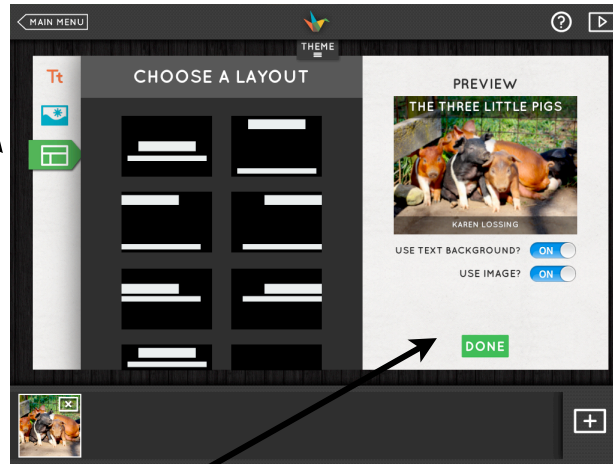 MAIN MENU
?
THEME
Tt
CHOOSE A LAYOUT
PREVIEW
THE THREE LITTLE PIGS
KAREN LOSSING
USE TEXT BACKGROUND? ON
USE IMAGE? ON
DONE